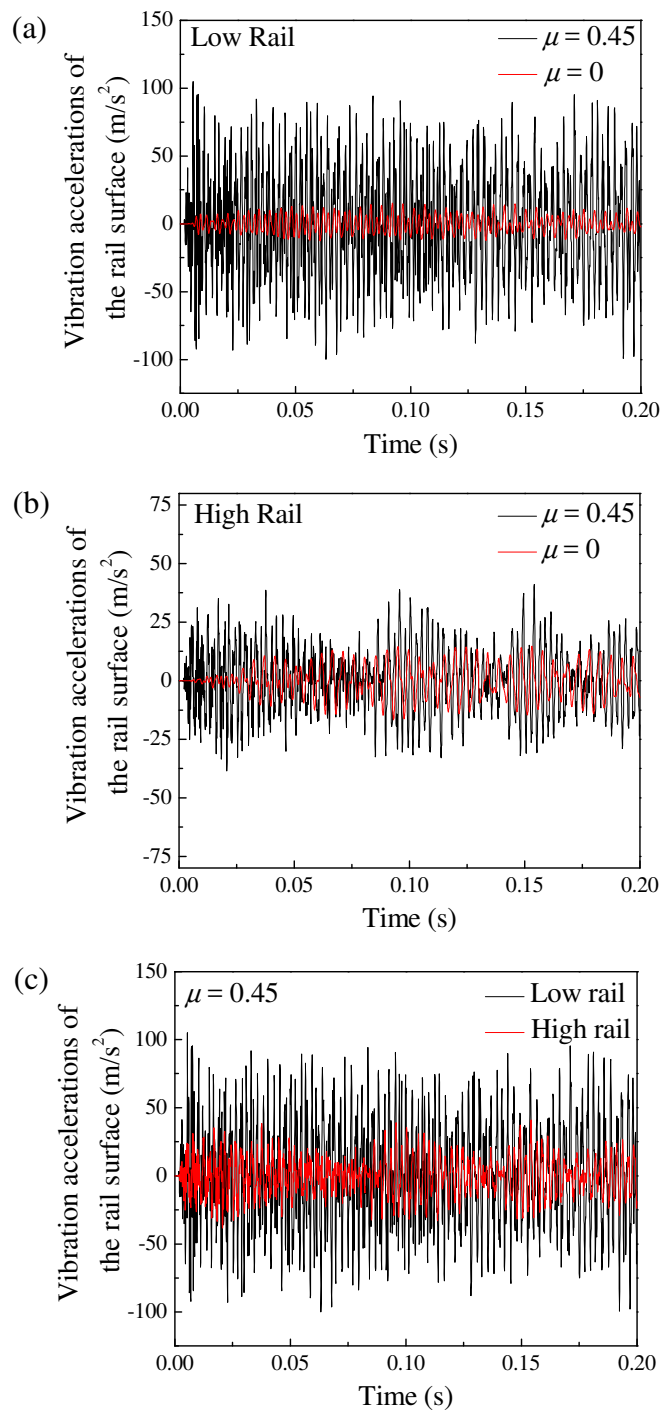 (a)
Low Rail
μ = 0.45
μ = 0
Vibration accelerations of
the rail surface (m/s²)
150
100
50
0
-50
-100
0.00 0.05 0.10 0.15 0.20
Time (s)
(b)
High Rail
μ = 0.45
μ = 0
Vibration accelerations of
the rail surface (m/s²)
75
50
25
0
-25
-50
-75
0.00 0.05 0.10 0.15 0.20
Time (s)
(c)
μ = 0.45
Low rail
High rail
Vibration accelerations of
the rail surface (m/s²)
150
100
50
0
-50
-100
0.00 0.05 0.10 0.15 0.20
Time (s)